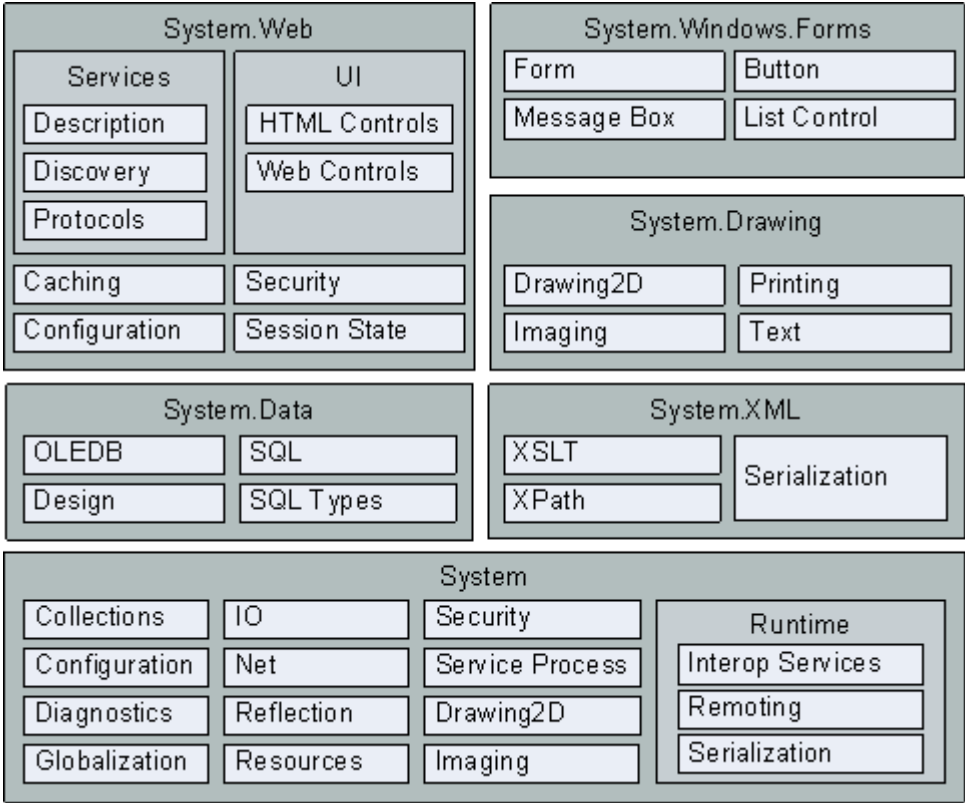 System.Web
Services
Description
Discovery
Protocols
UI
HTML Controls
Web Controls
Caching
Security
Configuration
Session State
System.Windows.Forms
Form
Button
Message Box
List Control
System.Drawing
Drawing2D
Printing
Imaging
Text
System.Data
OLEDB
SQL
Design
SQL Types
System.XML
XSLT
XPath
Serialization
System
Collections
IO
Security
Configuration
Net
Service Process
Diagnostics
Reflection
Drawing2D
Globalization
Resources
Imaging
Runtime
Interop Services
Remoting
Serialization